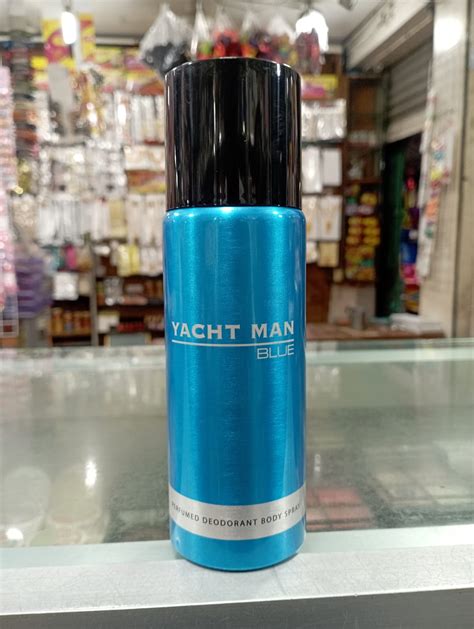 YACHT MAN
BLUE
PERFUMED DEODORANT BODY SPRAY